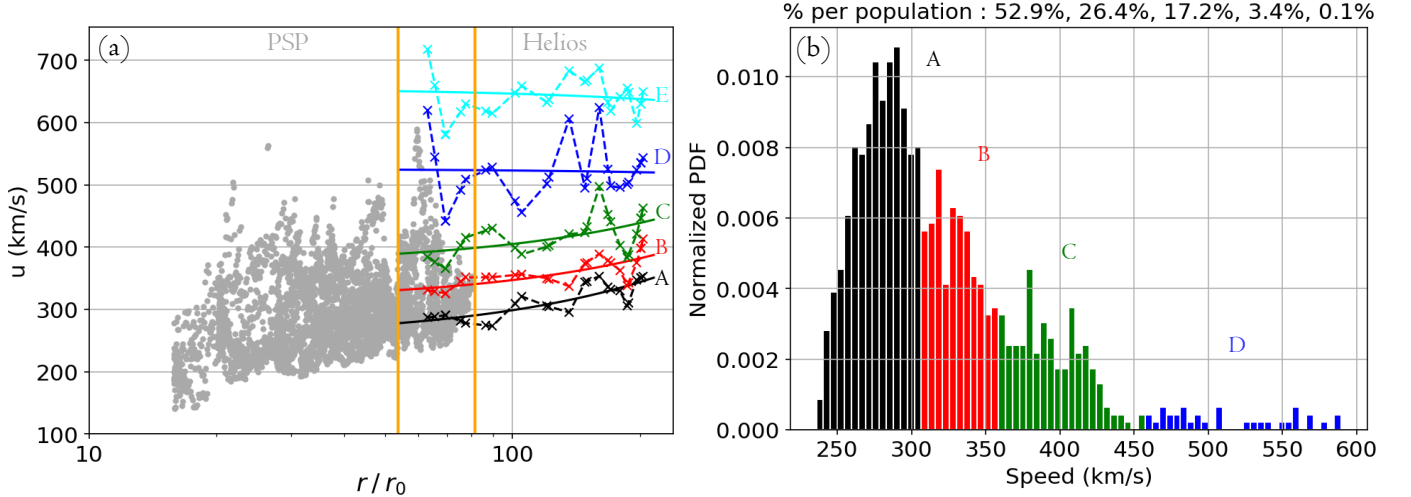 % per population : 52.9%, 26.4%, 17.2%, 3.4%, 0.1%
(a)
PSP
Helios
u (km/s)
700
600
500
400
300
200
100
E
D
C
B
A
10
100
r / r0
(b)
Normalized PDF
0.010
0.008
0.006
0.004
0.002
0.000
A
B
C
D
250
300
350
400
450
500
550
600
Speed (km/s)